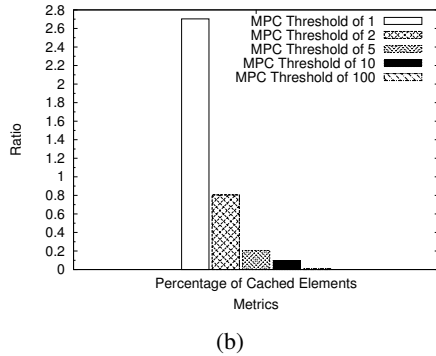 2.8
2.6
2.4
2.2
2
1.8
1.6
1.4
1.2
1
0.8
0.6
0.4
0.2
0
Ratio
MPC Threshold of 1
MPC Threshold of 2
MPC Threshold of 5
MPC Threshold of 10
MPC Threshold of 100
Percentage of Cached Elements
Metrics
(b)